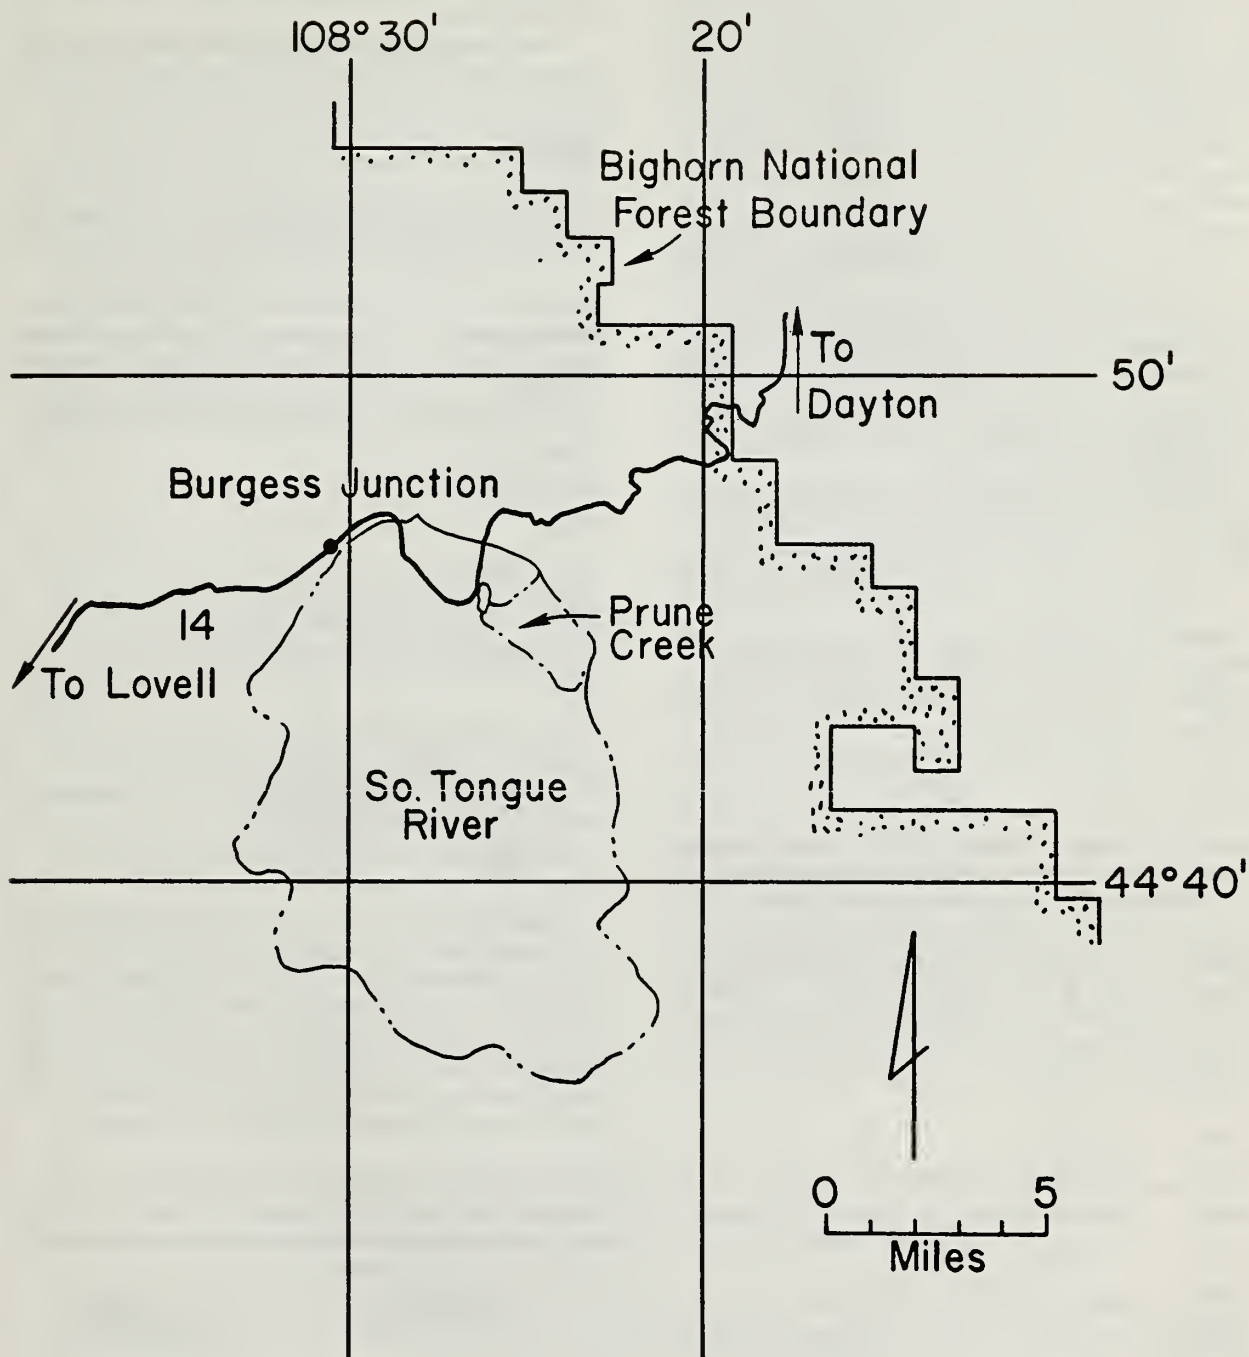 108° 30'
20'
Bighorn National
Forest Boundary
To
Dayton
50'
Burgess Junction
14
To Lovell
Prune
Creek
So. Tongue
River
44° 40'
0 5
Miles